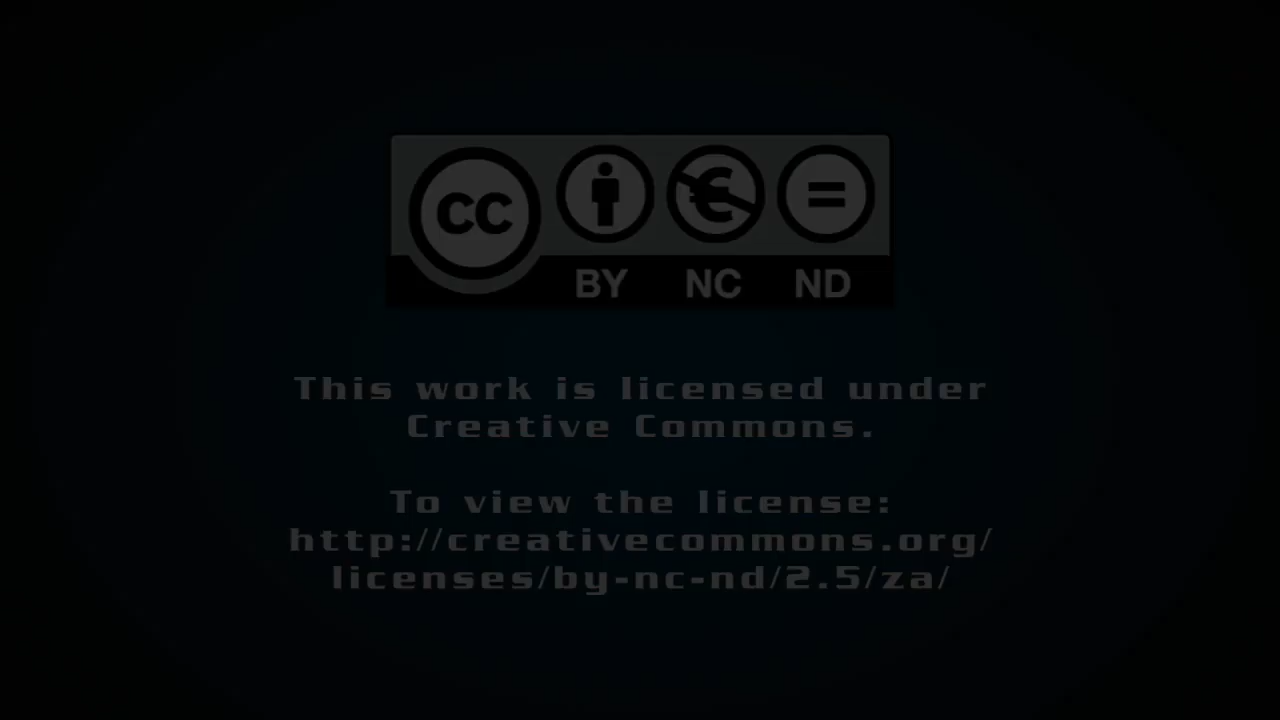 CC
BY NC ND
This work is licensed under
Creative Commons.
To view the license:
http://creativecommons.org/
licenses/by-nc-nd/2.5/za/